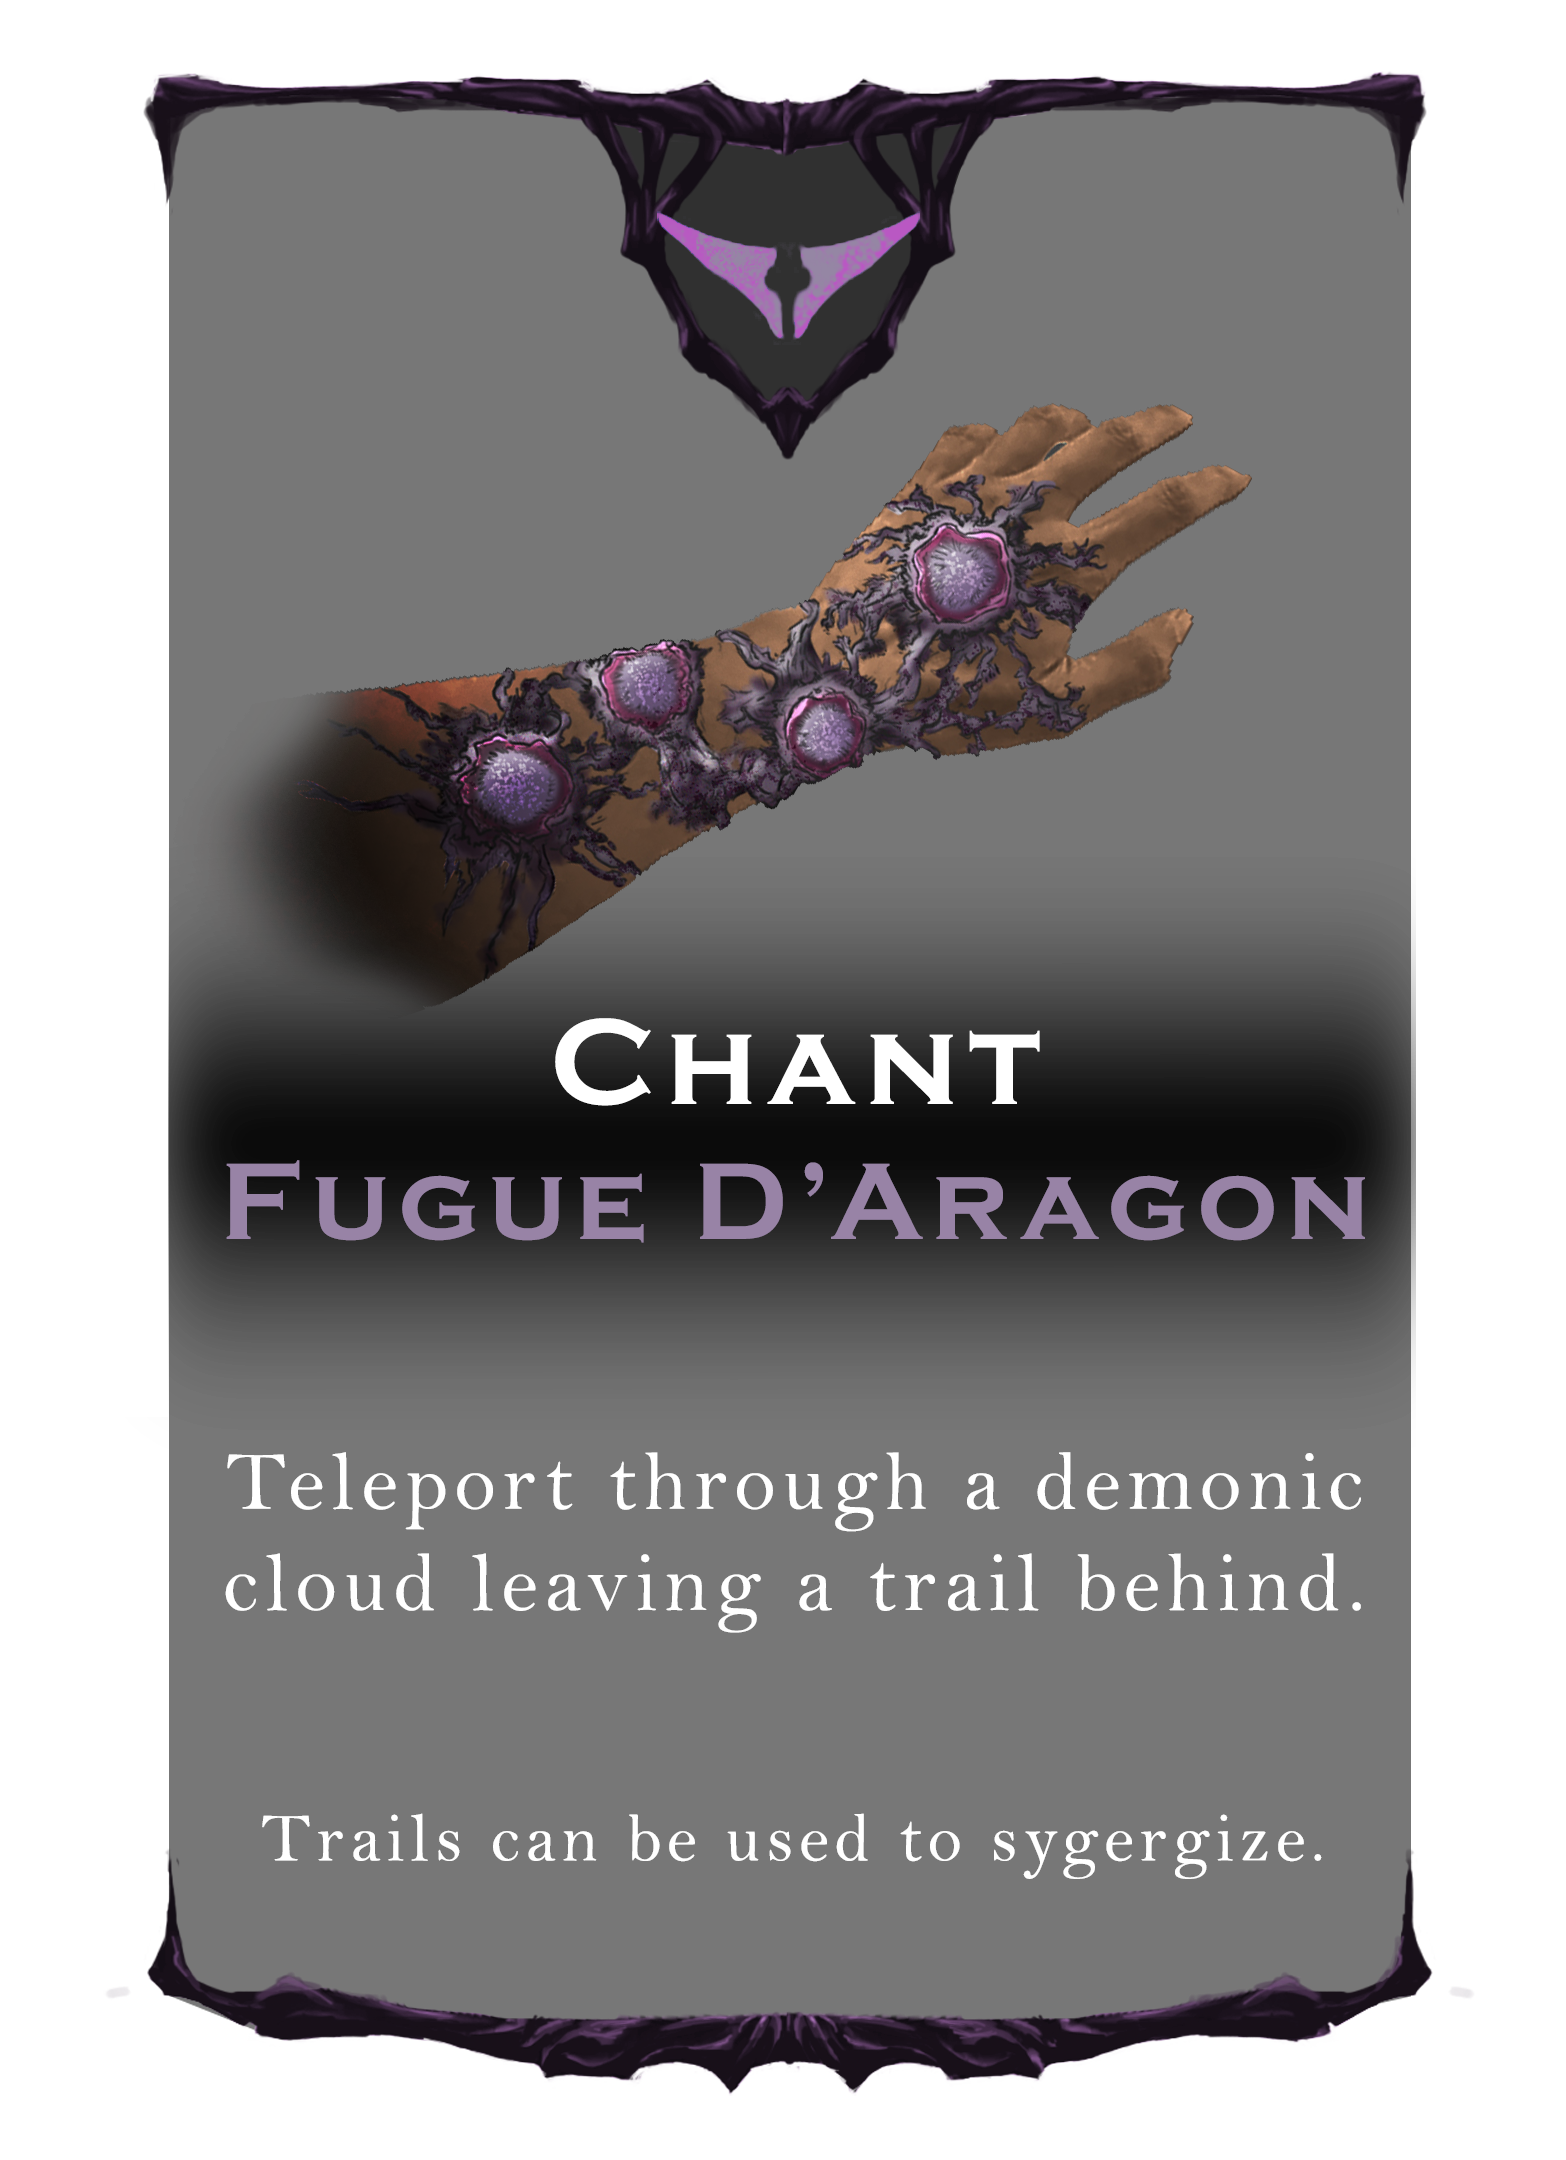 Chant
Fugue D’Aragon
Teleport through a demonic
cloud leaving a trail behind.
Trails can be used to sygergize.